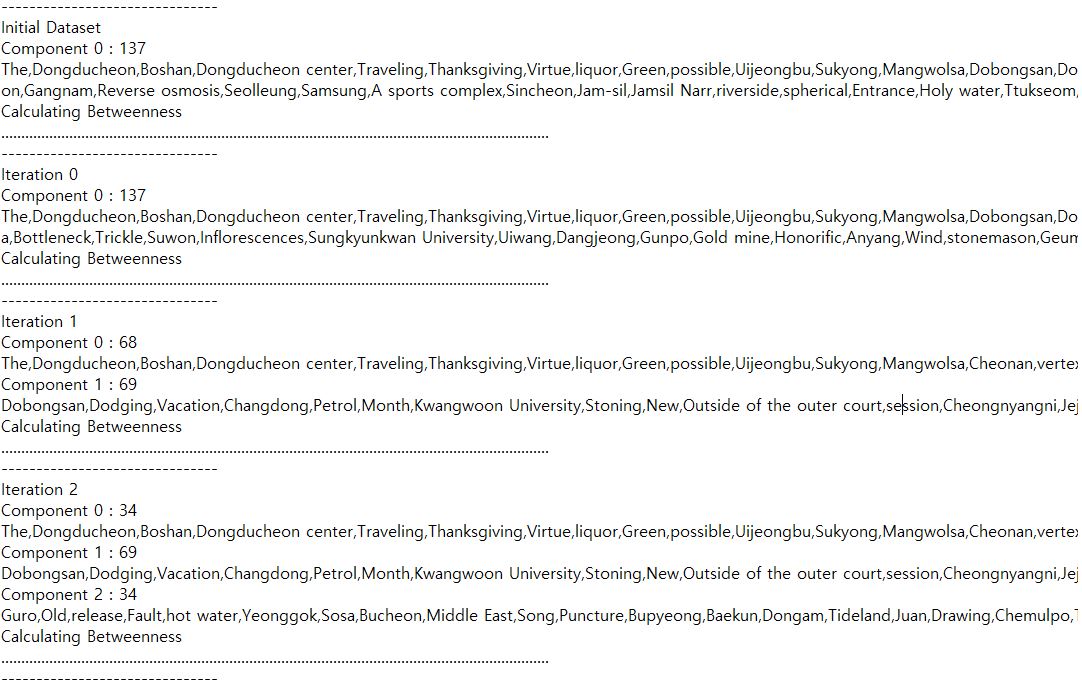 -------------------------------
Initial Dataset
Component 0 : 137
The,Dongducheon,Boshan,Dongducheon center,Traveling,Thanksgiving,Virtue,liquor,Green,possible,Uijeongbu,Sukyong,Mangwolsa,Dobongsan,Do
on,Gangnam,Reverse osmosis,Seolleung,Samsung,A sports complex,Sincheon,Jam-sil,Jamsil Narr,riverside,spherical,Entrance,Holy water,Ttukseom,
Calculating Betweenness
.........................................................................................................................................
-------------------------------
Iteration 0
Component 0 : 137
The,Dongducheon,Boshan,Dongducheon center,Traveling,Thanksgiving,Virtue,liquor,Green,possible,Uijeongbu,Sukyong,Mangwolsa,Dobongsan,Do
a,Bottleneck,Trickle,Suwon,Inflorescences,Sungkyunkwan University,Uiwang,Dangjeong,Gunpo,Gold mine,Honorific,Anyang,Wind,stonemason,Geum
Calculating Betweenness
.........................................................................................................................................
-------------------------------
Iteration 1
Component 0 : 68
The,Dongducheon,Boshan,Dongducheon center,Traveling,Thanksgiving,Virtue,liquor,Green,possible,Uijeongbu,Sukyong,Mangwolsa,Cheonan,vertex
Component 1 : 69
Dobongsan,Dodging,Vacation,Changdong,Petrol,Month,Kwangwoon University,Stoning,New,Outside of the outer court,session,Cheongnyangni,Jej
Calculating Betweenness
.........................................................................................................................................
-------------------------------
Iteration 2
Component 0 : 34
The,Dongducheon,Boshan,Dongducheon center,Traveling,Thanksgiving,Virtue,liquor,Green,possible,Uijeongbu,Sukyong,Mangwolsa,Cheonan,vertex
Component 1 : 69
Dobongsan,Dodging,Vacation,Changdong,Petrol,Month,Kwangwoon University,Stoning,New,Outside of the outer court,session,Cheongnyangni,Jej
Component 2 : 34
Guro,Old,release,Fault,hot water,Yeonggok,Sosa,Bucheon,Middle East,Song,Puncture,Bupyeong,Baekun,Dongam,Tideland,Juan,Drawing,Chemulpo,
Calculating Betweenness
.........................................................................................................................................
-------------------------------